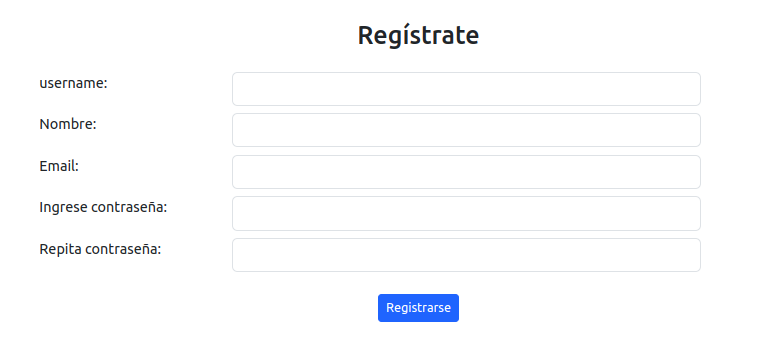 Regístrate
username:
Nombre:
Email:
Ingrese contraseña:
Repita contraseña:
Registrarse